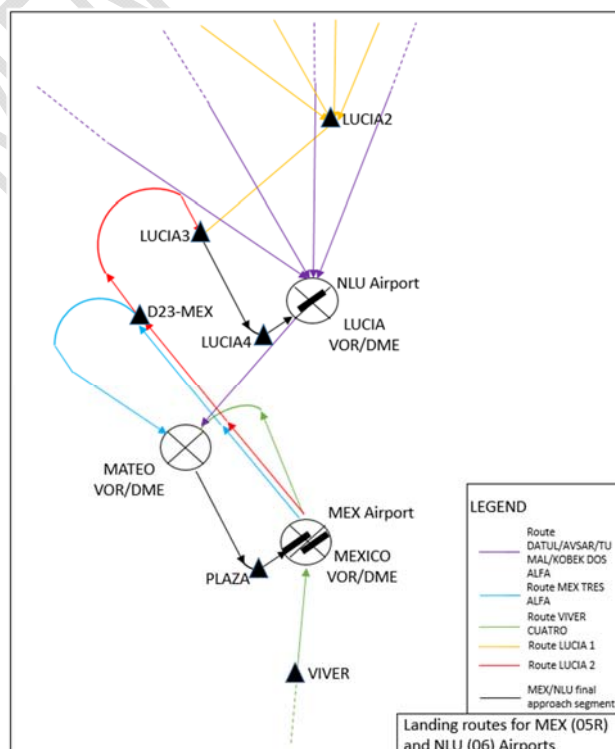 LUCIA2
LUCIA3
NLU Airport
D23-MEX
LUCIA4
LUCIA
VOR/DME
MATEO
VOR/DME
MEX Airport
MEXICO
VOR/DME
PLAZA
VIVER
LEGEND
Route
DATUL/AVSAR/TU
MAL/KOBEK DOS
ALFA
Route MEX TRES
ALFA
Route VIVER
CUATRO
Route LUCIA 1
Route LUCIA 2
MEX/NLU final
approach segment
Landing routes for MEX (05R)
and NLU (06) Airports